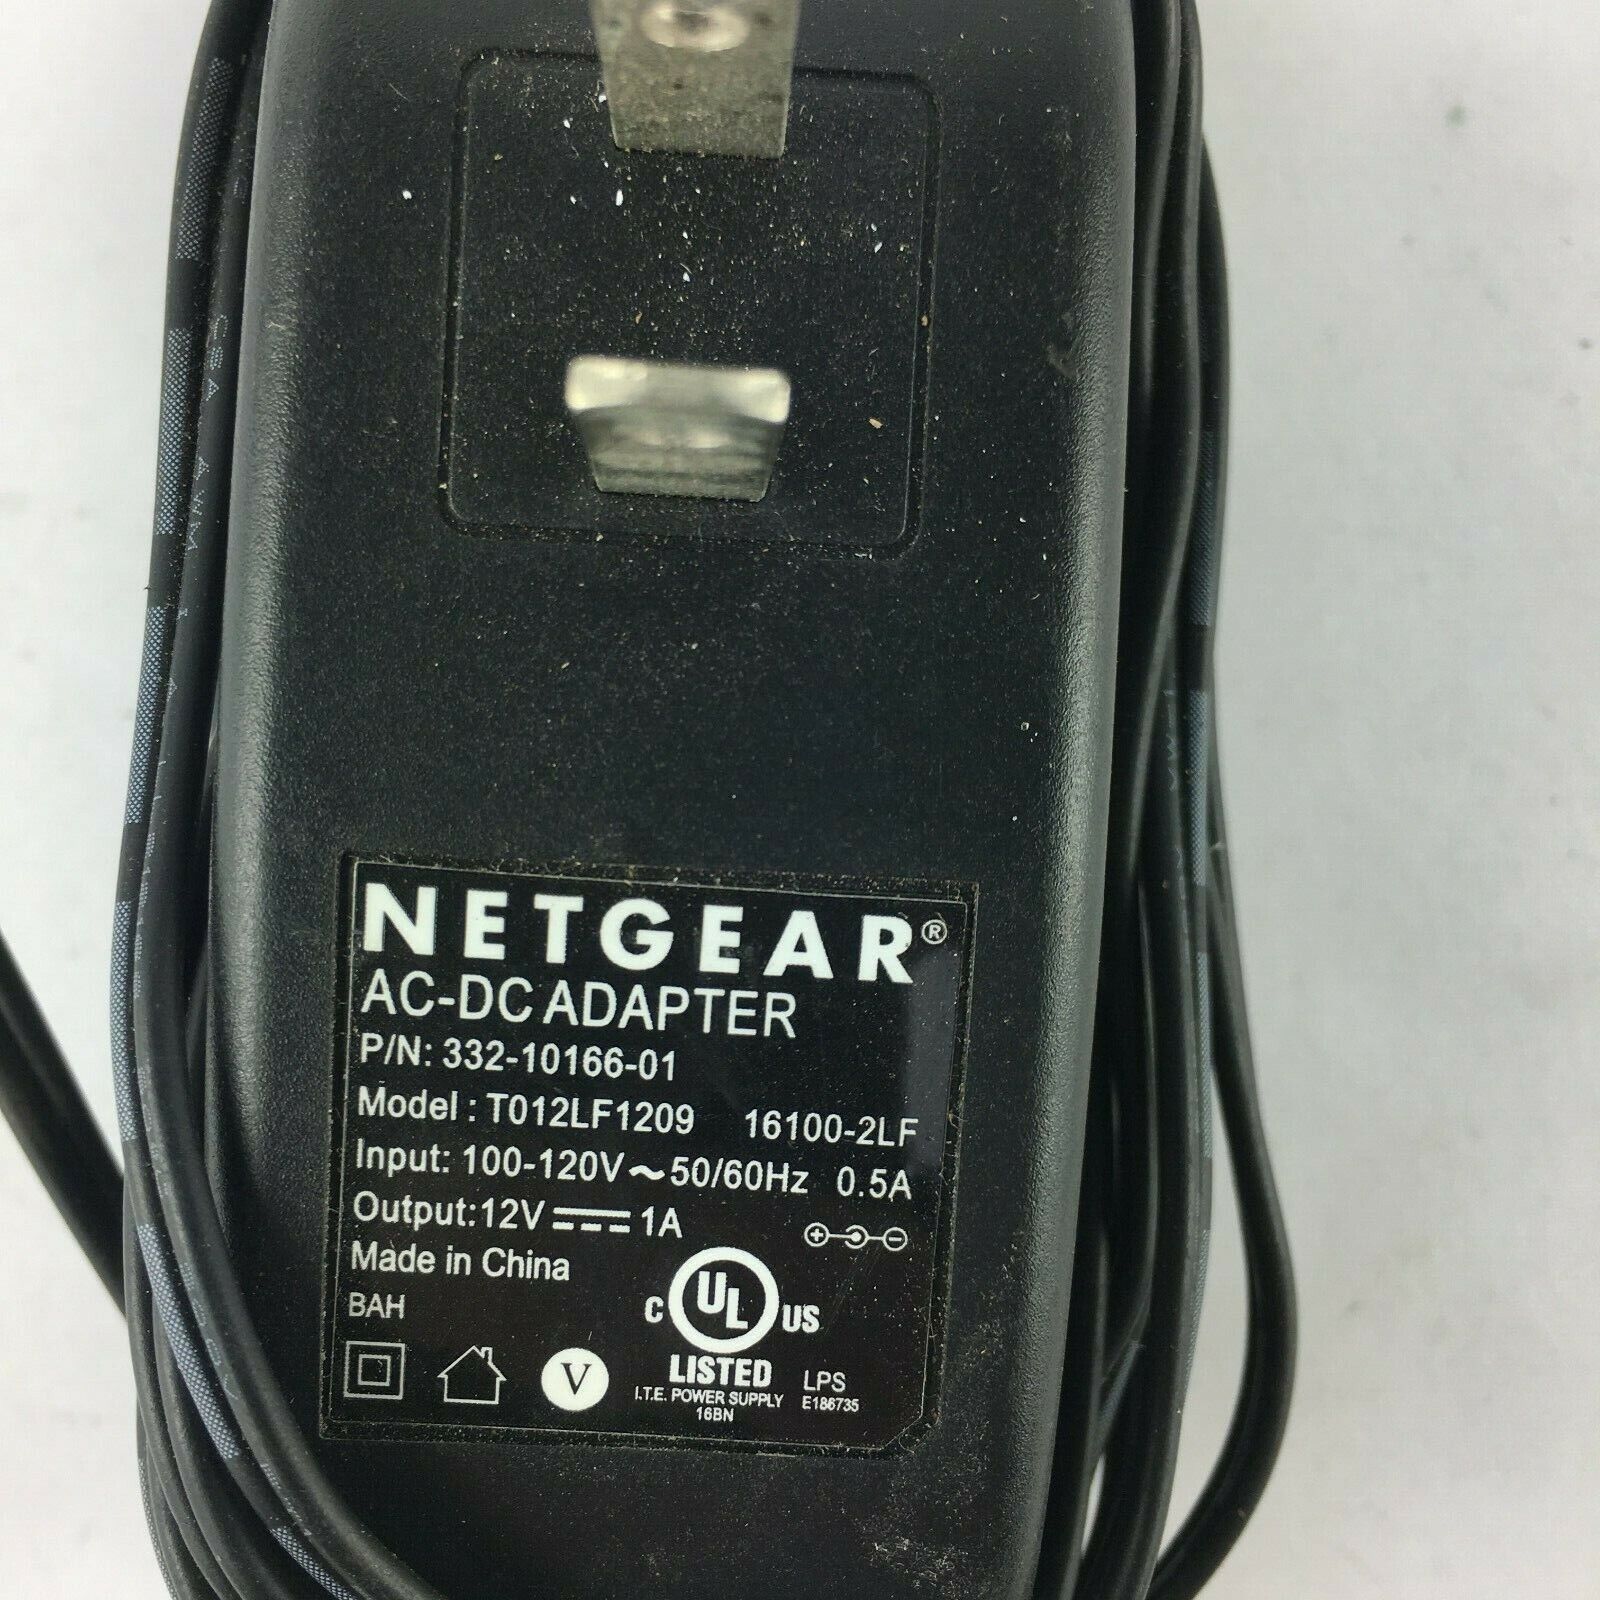 NETGEAR®
AC-DC ADAPTER
P/N: 332-10166-01
Model : T012LF1209 16100-2LF
Input: 100-120V~50/60Hz 0.5A
Output:12V⎓1A
Made in China
BAH
C UL US
LISTED
I.T.E. POWER SUPPLY
16BN
LPS
E186735
V